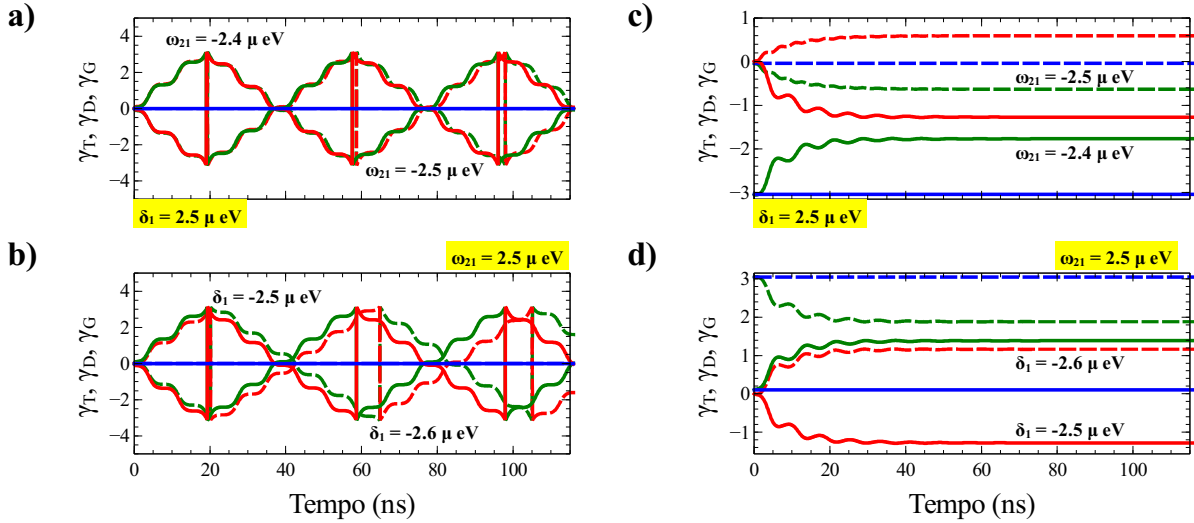 a)
4
2
0
−2
−4
γT, γD, γG
ω21 = -2.4 μ eV
ω21 = -2.5 μ eV
δ1 = 2.5 μ eV
b)
ω21 = 2.5 μ eV
4
2
0
−2
−4
γT, γD, γG
δ1 = -2.5 μ eV
δ1 = -2.6 μ eV
0 20 40 60 80 100
Tempo (ns)
c)
1
0
−1
−2
−3
γT, γD, γG
ω21 = -2.5 μ eV
ω21 = -2.4 μ eV
δ1 = 2.5 μ eV
d)
ω21 = 2.5 μ eV
3
2
1
0
−1
γT, γD, γG
δ1 = -2.6 μ eV
δ1 = -2.5 μ eV
0 20 40 60 80 100
Tempo (ns)